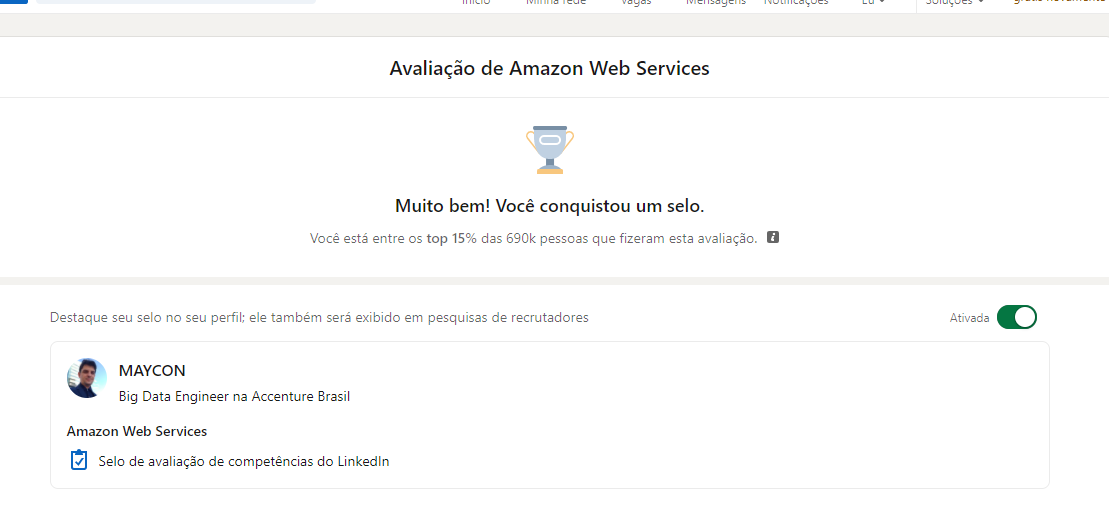 Início Minha rede Vagas Mensagens Notificações Eu Soluções
Avaliação de Amazon Web Services
Muito bem! Você conquistou um selo.
Você está entre os top 15% das 690k pessoas que fizeram esta avaliação.
Destaque seu selo no seu perfil; ele também será exibido em pesquisas de recrutadores
Ativada
MAYCON
Big Data Engineer na Accenture Brasil
Amazon Web Services
Selo de avaliação de competências do LinkedIn